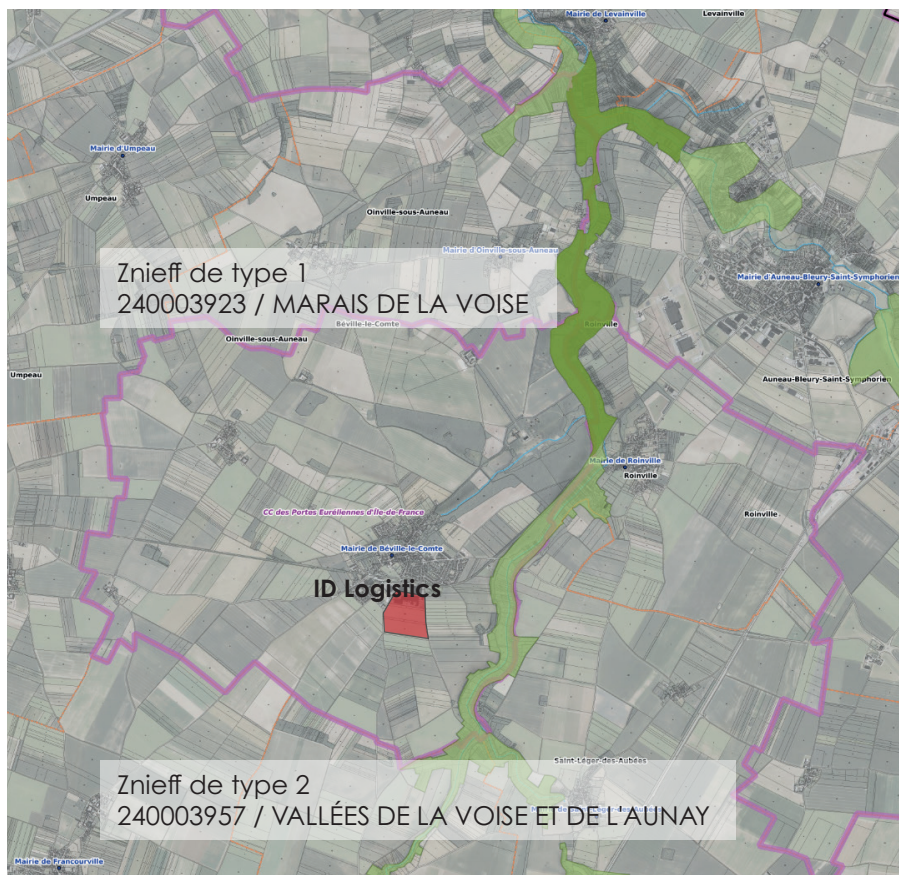 Mairie de Levainville
Levainville
Mairie d'Umpeau
Umpeau
Oinville-sous-Auneau
Mairie d'Oinville-sous-Auneau
Znieff de type 1
240003923 / MARAIS DE LA VOISE
Mairie d'Auneau-Bleury-Saint-Symphorien
Béville-le-Comte
Roinville
Oinville-sous-Auneau
Umpeau
Auneau-Bleury-Saint-Symphorien
Mairie de Roinville
Roinville
CC des Portes Euréliennes d'Île-de-France
Roinville
Mairie de Béville-le-Comte
ID Logistics
Saint-Léger-des-Aubées
Znieff de type 2
240003957 / VALLÉES DE LA VOISE ET DE L'AUNAY
Mairie de Francourville